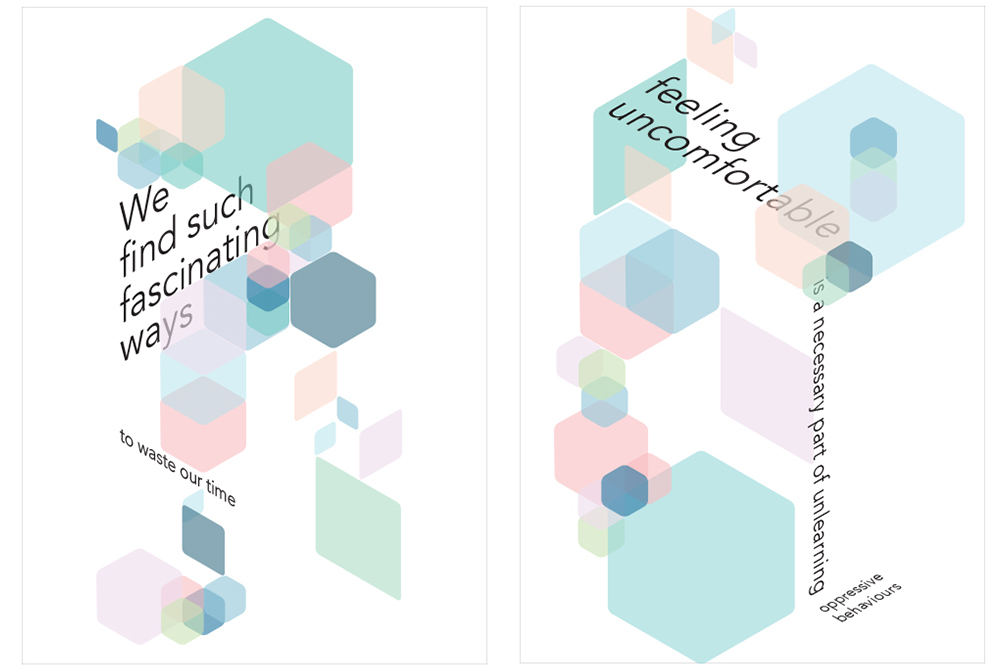 We
find such
fascinating
ways
to waste our time
feeling
uncomfortable
is a necessary part of unlearning
oppressive
behaviours